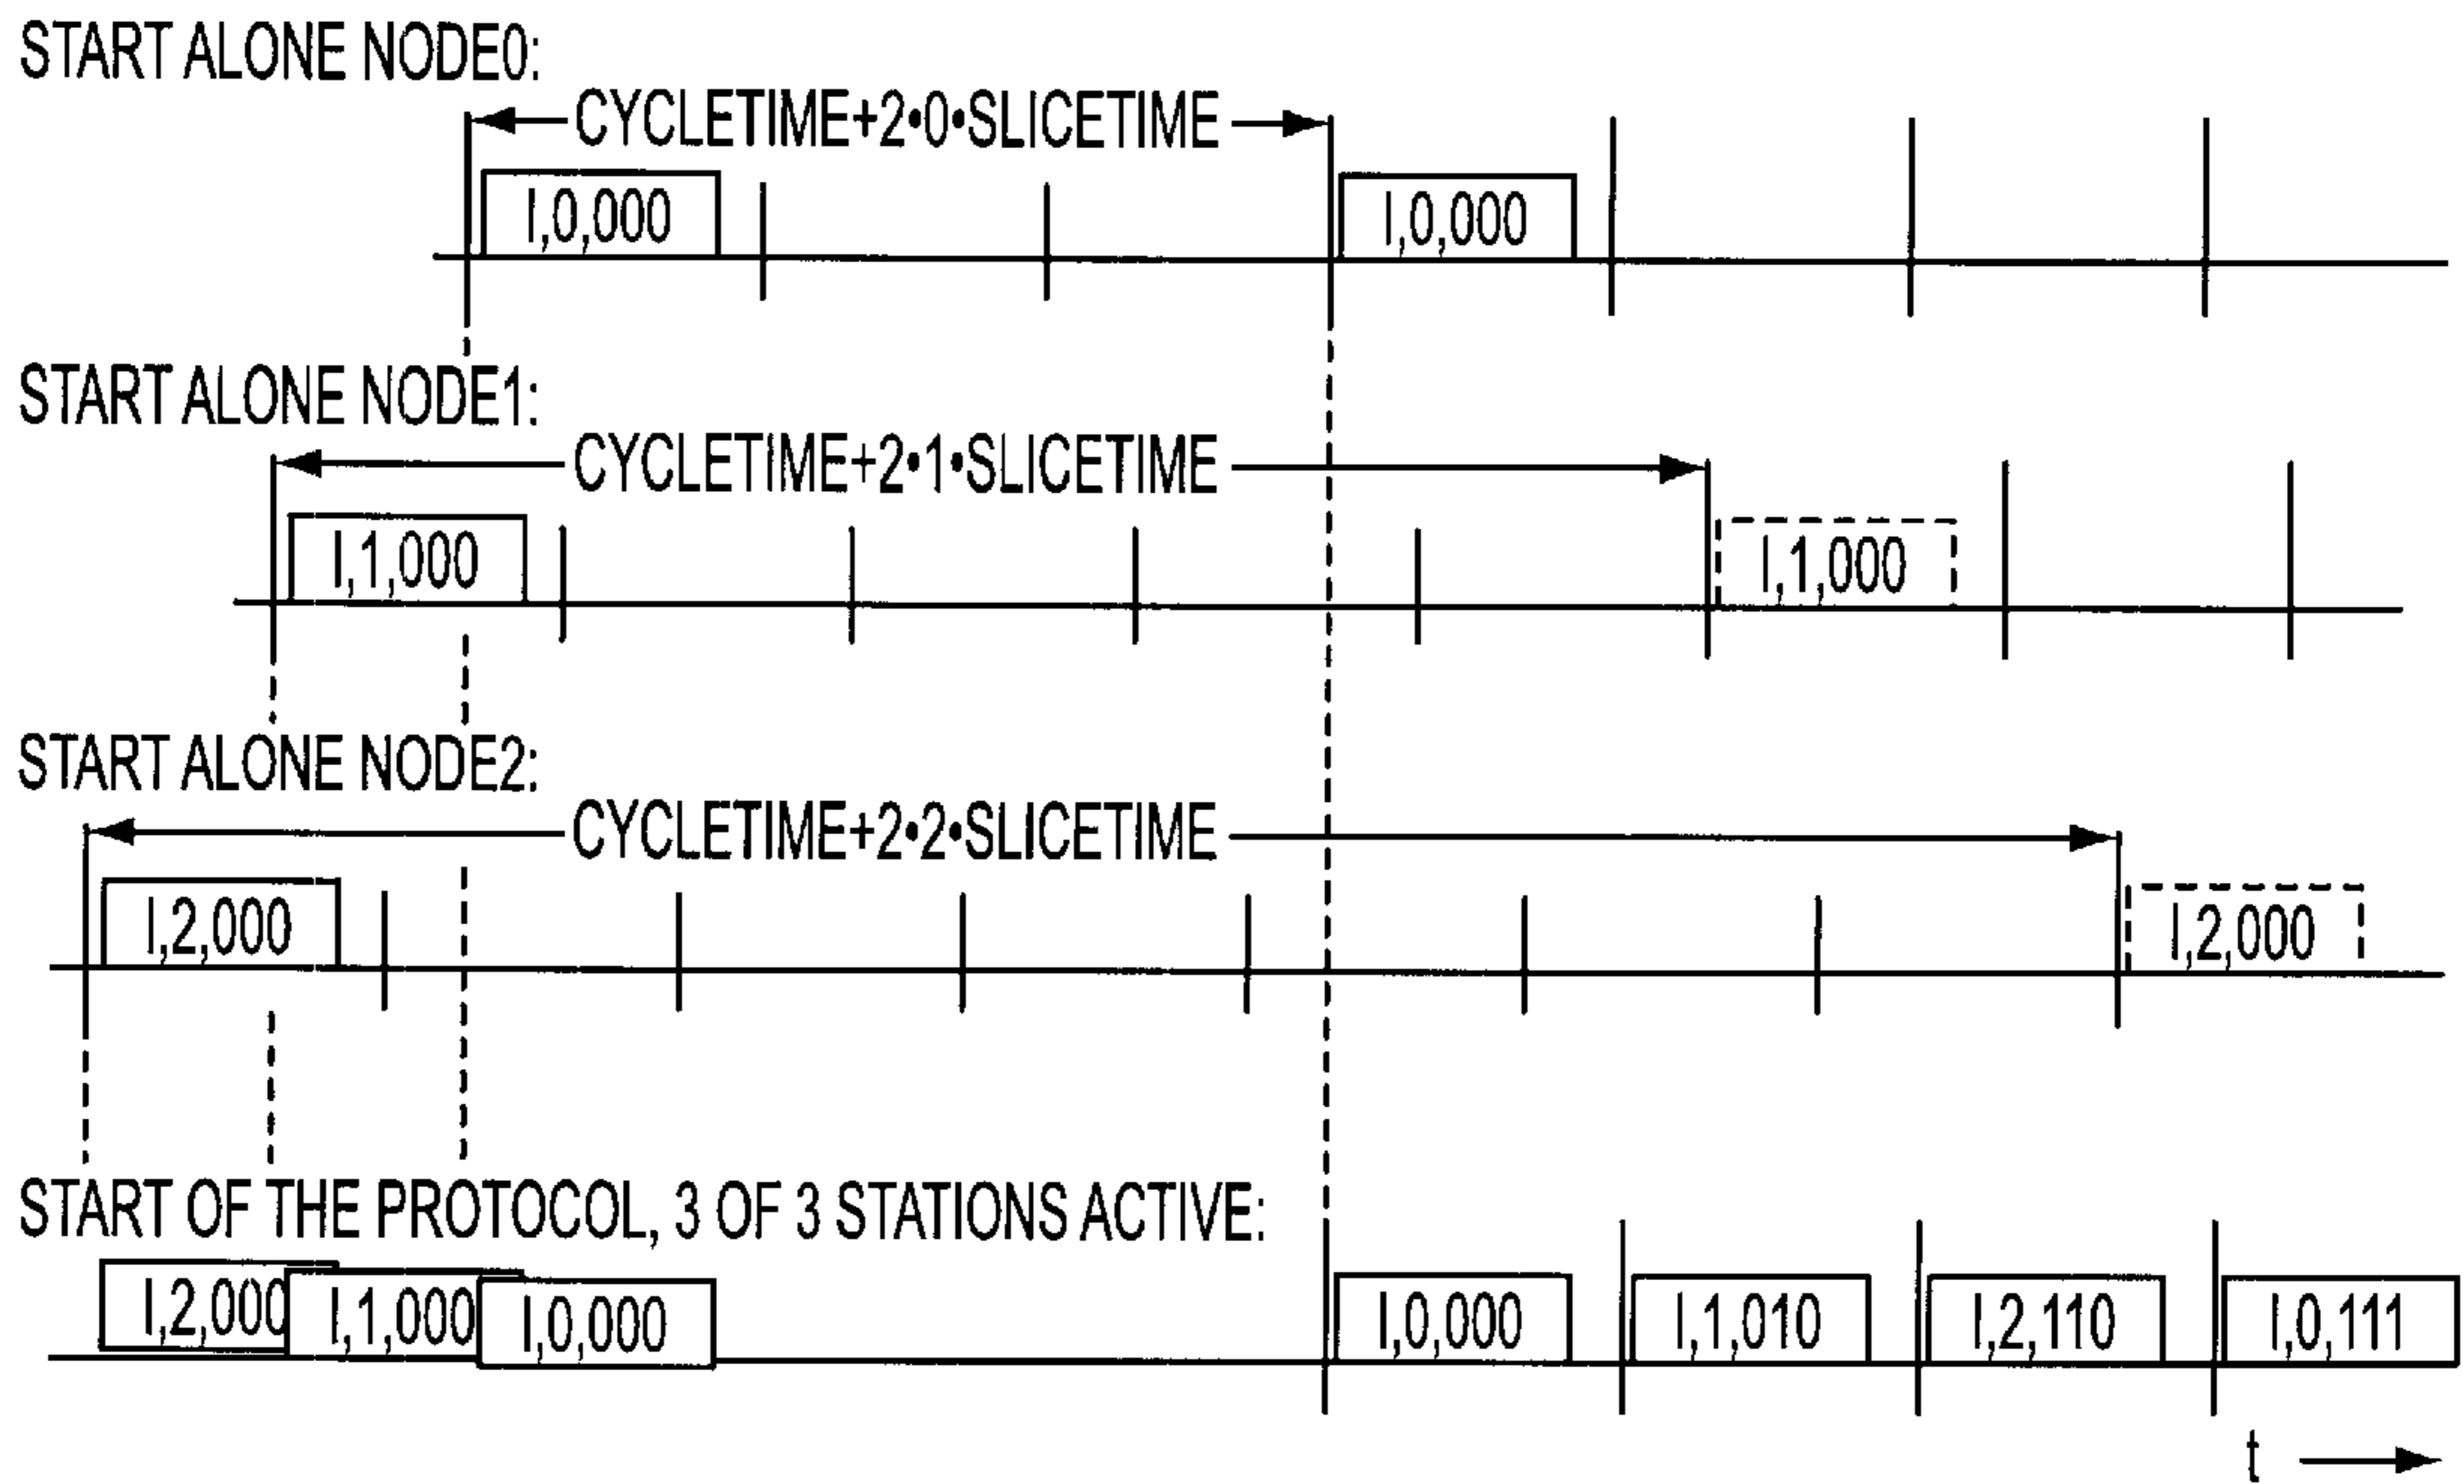 START ALONE NODE0:
CYCLETIME+2•0•SLICETIME
I,0,000 I,0,000
START ALONE NODE1:
CYCLETIME+2•1•SLICETIME
I,1,000 I,1,000
START ALONE NODE2:
CYCLETIME+2•2•SLICETIME
I,2,000 I,2,000
START OF THE PROTOCOL, 3 OF 3 STATIONS ACTIVE:
I,2,000 I,1,000 I,0,000 I,0,000 I,1,010 I,2,110 I,0,111
t